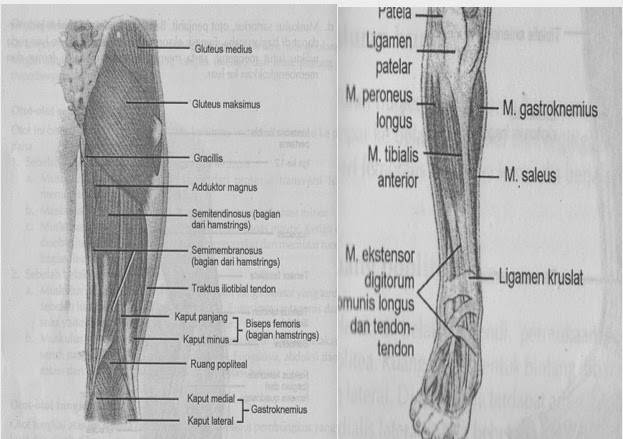 Gluteus medius
Gluteus maksimus
Gracillis
Adduktor magnus
Semitendinosus (bagian
dari hamstrings)
Semimembranosus
(bagian dari hamstrings)
Traktus iliotibial tendon
Kaput panjang
Kaput minus
Biseps femoris
(bagian hamstrings)
Ruang popliteal
Kaput medial
Kaput lateral
Gastroknemius
Patela
Ligamen
patelar
M. peroneus
longus
M. tibialis
anterior
M. ekstensor
digitorum
omunis longus
dan tendon-
tendon
M. gastroknemius
M. saleus
Ligamen kruslat